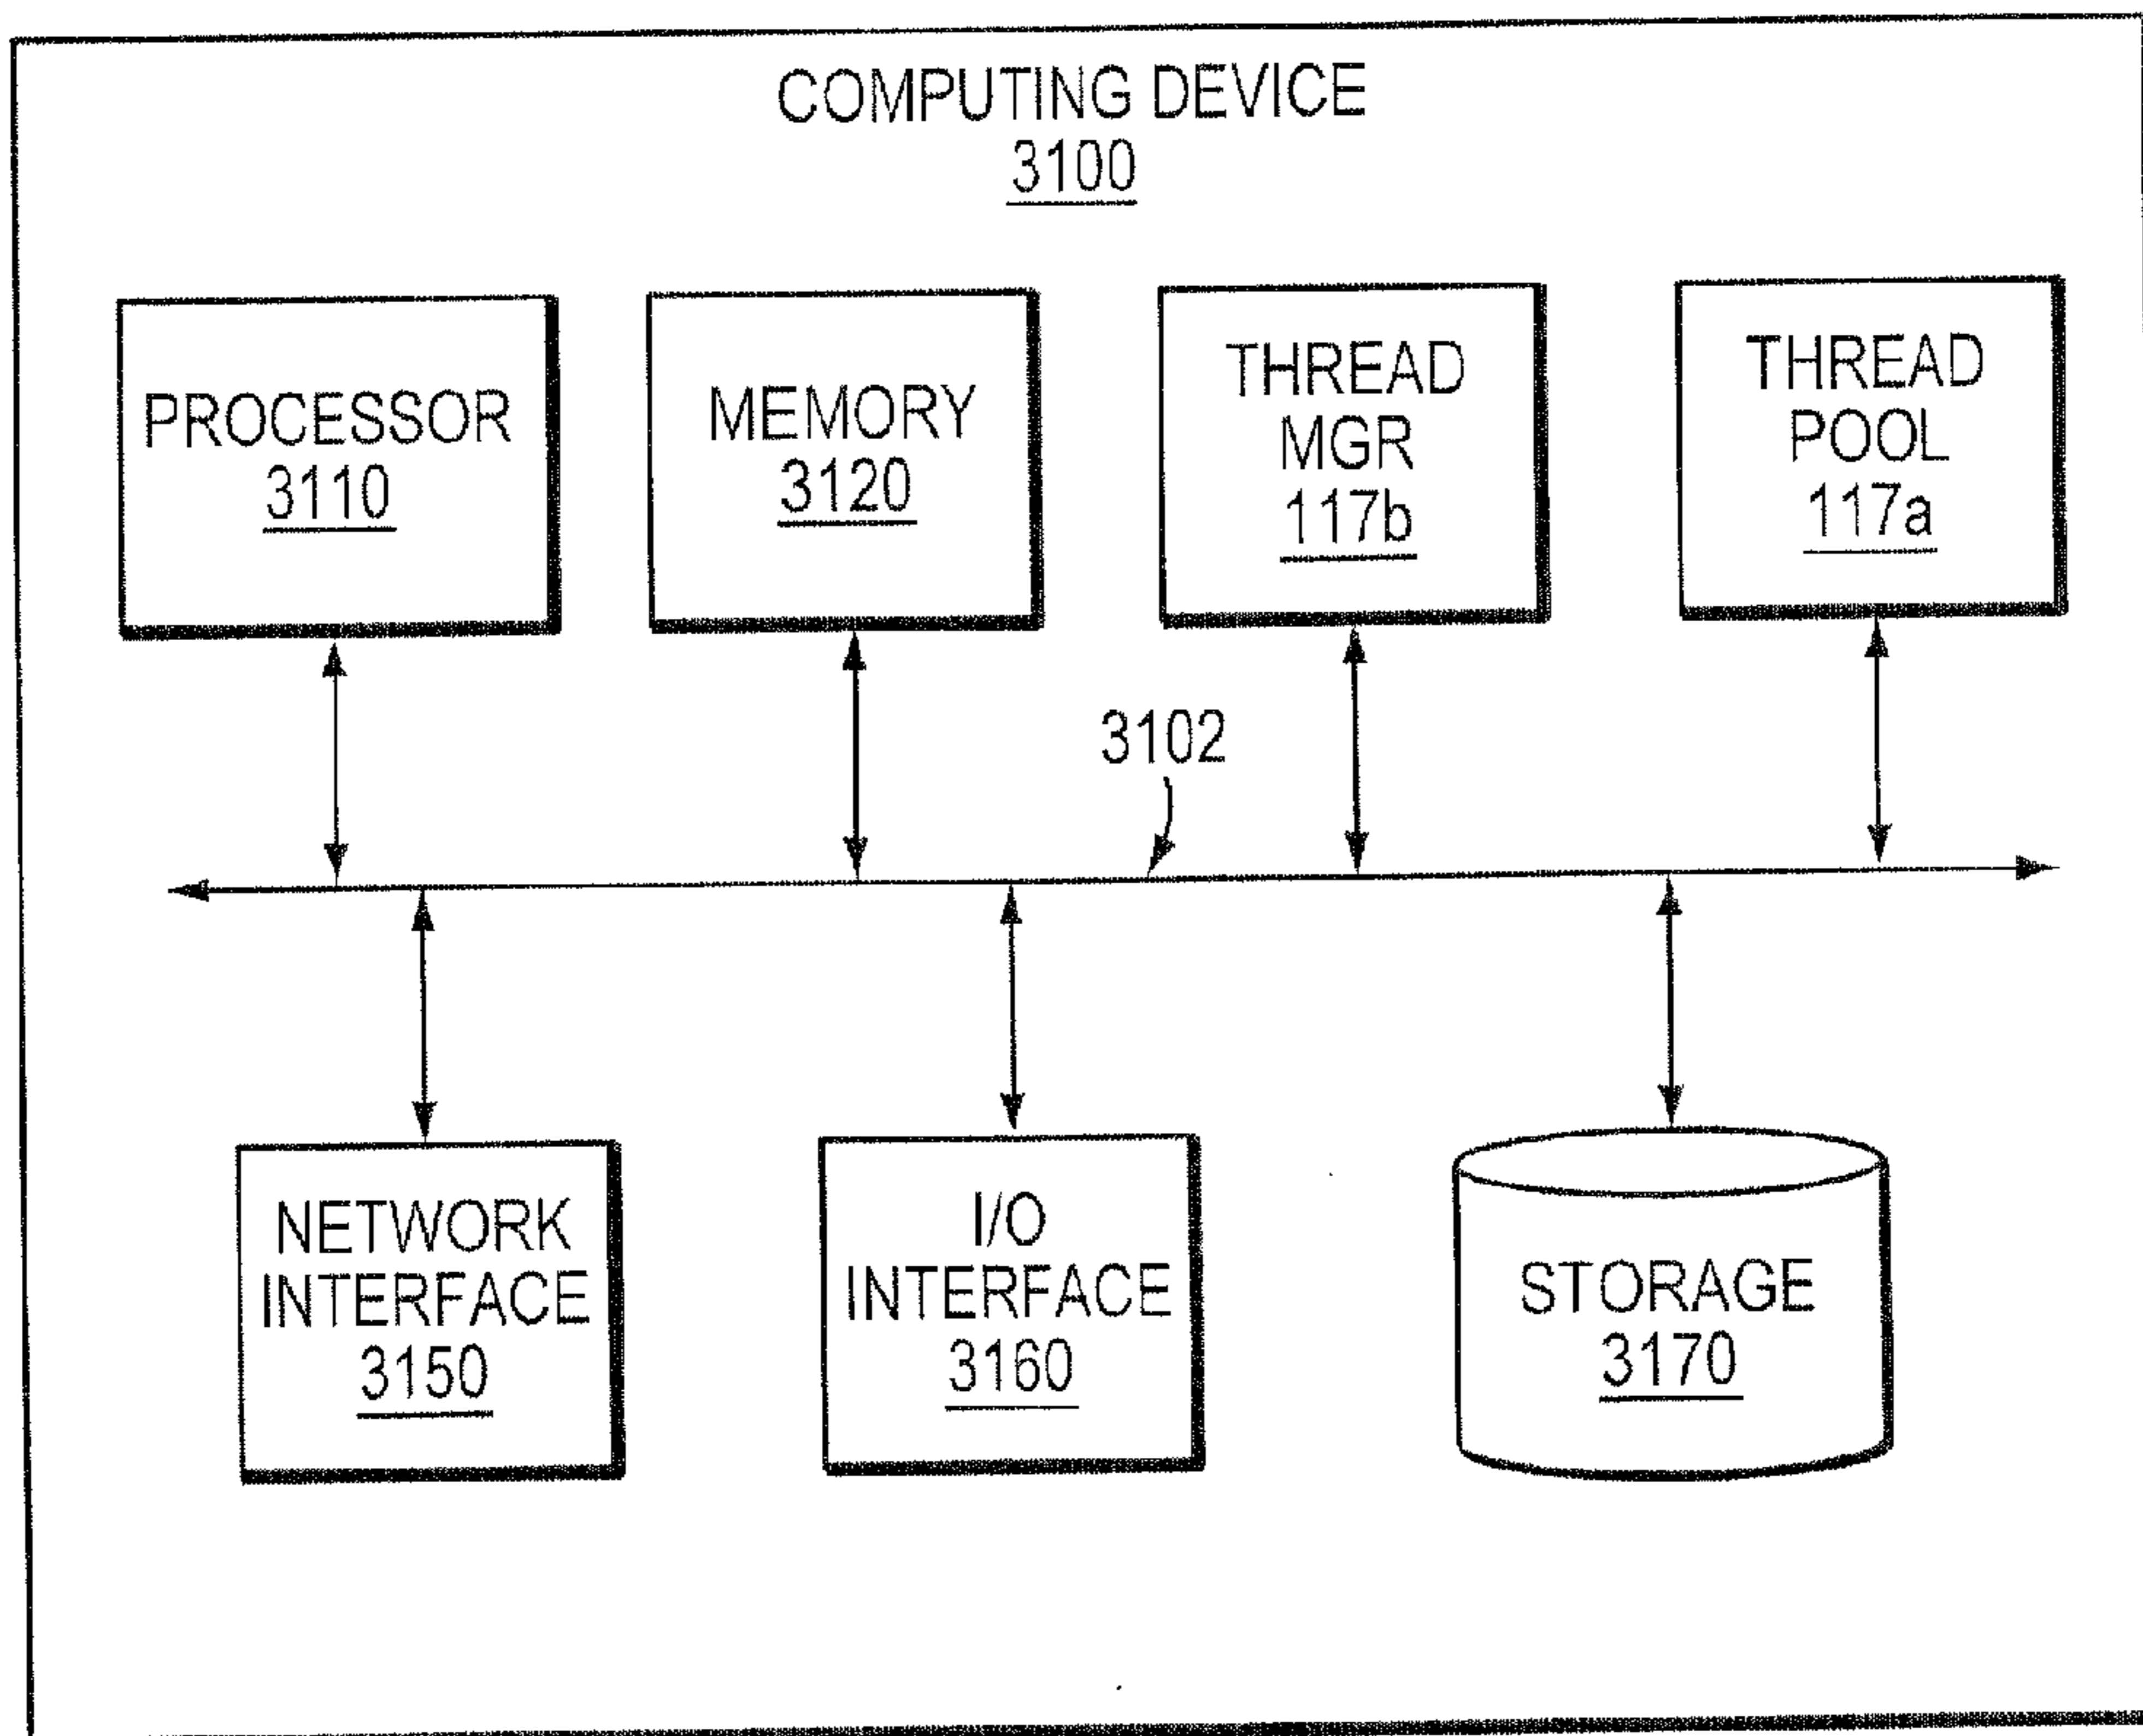 COMPUTING DEVICE
3100
PROCESSOR
3110
MEMORY
3120
THREAD
MGR
117b
THREAD
POOL
117a
3102
NETWORK
INTERFACE
3150
I/O
INTERFACE
3160
STORAGE
3170